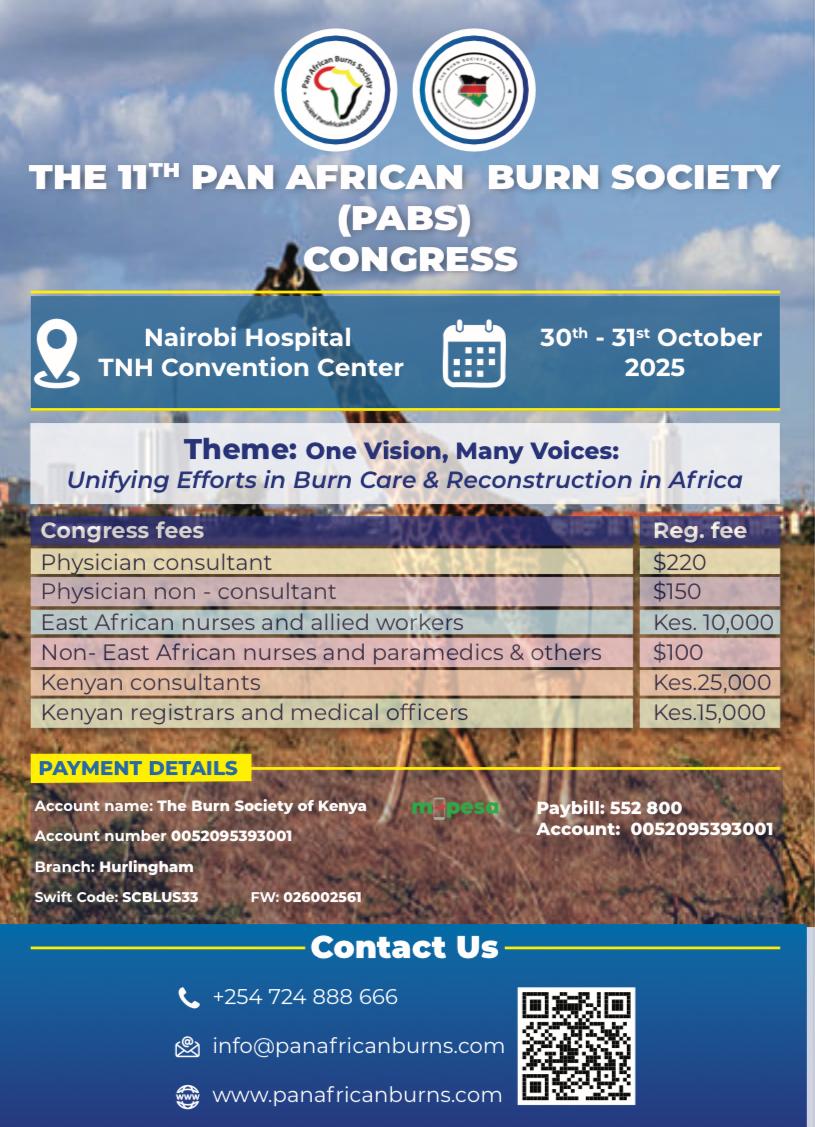 Pan African Burns Society
Société Panafricaine de brûlures
THE BURN SOCIETY OF KENYA
THE 11TH PAN AFRICAN BURN SOCIETY
(PABS)
CONGRESS
Nairobi Hospital
TNH Convention Center
30th - 31st October
2025
Theme: One Vision, Many Voices:
Unifying Efforts in Burn Care & Reconstruction in Africa
Congress fees Reg. fee
Physician consultant $220
Physician non - consultant $150
East African nurses and allied workers Kes. 10,000
Non- East African nurses and paramedics & others $100
Kenyan consultants Kes.25,000
Kenyan registrars and medical officers Kes.15,000
PAYMENT DETAILS
Account name: The Burn Society of Kenya
Account number 0052095393001
Branch: Hurlingham
Swift Code: SCBLUS33 FW: 026002561
m-pesa
Paybill: 552 800
Account: 0052095393001
Contact Us
+254 724 888 666
info@panafricanburns.com
www.panafricanburns.com